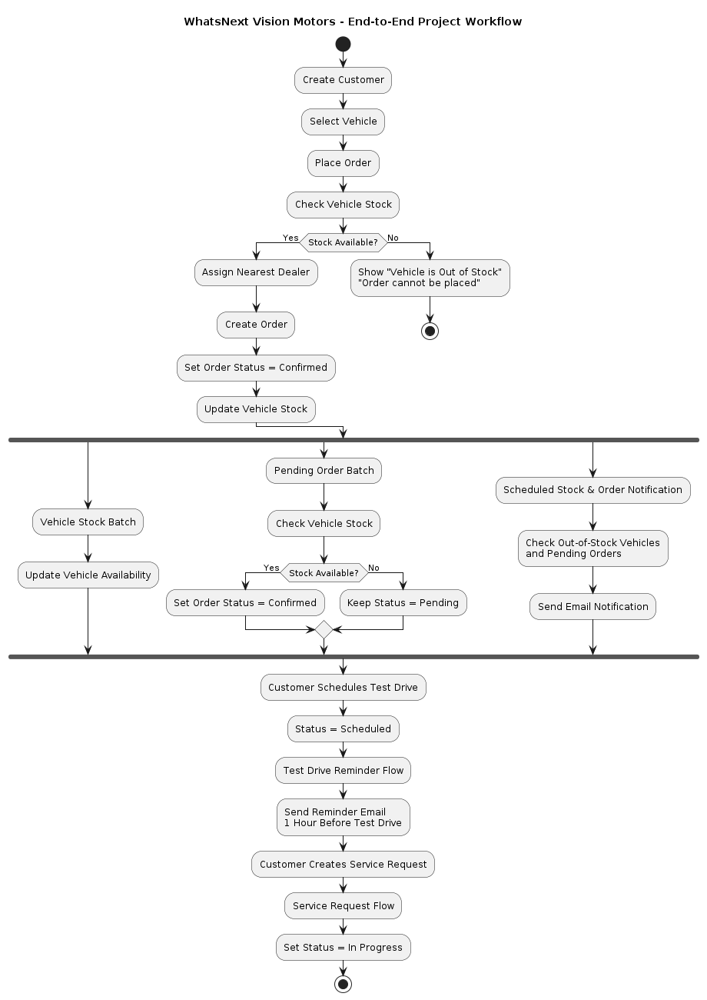 WhatsNext Vision Motors - End-to-End Project Workflow
Create Customer
Select Vehicle
Place Order
Check Vehicle Stock
Stock Available?
Yes
No
Assign Nearest Dealer
Create Order
Set Order Status = Confirmed
Update Vehicle Stock
Show "Vehicle is Out of Stock"
"Order cannot be placed"
Vehicle Stock Batch
Update Vehicle Availability
Pending Order Batch
Check Vehicle Stock
Stock Available?
Yes
No
Set Order Status = Confirmed
Keep Status = Pending
Scheduled Stock & Order Notification
Check Out-of-Stock Vehicles
and Pending Orders
Send Email Notification
Customer Schedules Test Drive
Status = Scheduled
Test Drive Reminder Flow
Send Reminder Email
1 Hour Before Test Drive
Customer Creates Service Request
Service Request Flow
Set Status = In Progress